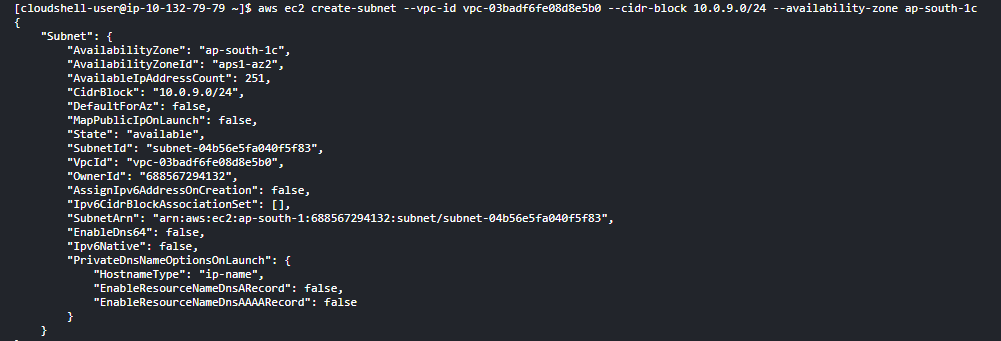 [cloudshell-user@ip-10-132-79-79 ~]$ aws ec2 create-subnet --vpc-id vpc-03badf6fe08d8e5b0 --cidr-block 10.0.9.0/24 --availability-zone ap-south-1c
{
    "Subnet": {
        "AvailabilityZone": "ap-south-1c",
        "AvailabilityZoneId": "aps1-az2",
        "AvailableIpAddressCount": 251,
        "CidrBlock": "10.0.9.0/24",
        "DefaultForAz": false,
        "MapPublicIpOnLaunch": false,
        "State": "available",
        "SubnetId": "subnet-04b56e5fa040f5f83",
        "VpcId": "vpc-03badf6fe08d8e5b0",
        "OwnerId": "688567294132",
        "AssignIpv6AddressOnCreation": false,
        "Ipv6CidrBlockAssociationSet": [],
        "SubnetArn": "arn:aws:ec2:ap-south-1:688567294132:subnet/subnet-04b56e5fa040f5f83",
        "EnableDns64": false,
        "Ipv6Native": false,
        "PrivateDnsNameOptionsOnLaunch": {
            "HostnameType": "ip-name",
            "EnableResourceNameDnsARecord": false,
            "EnableResourceNameDnsAAAARecord": false
        }
    }